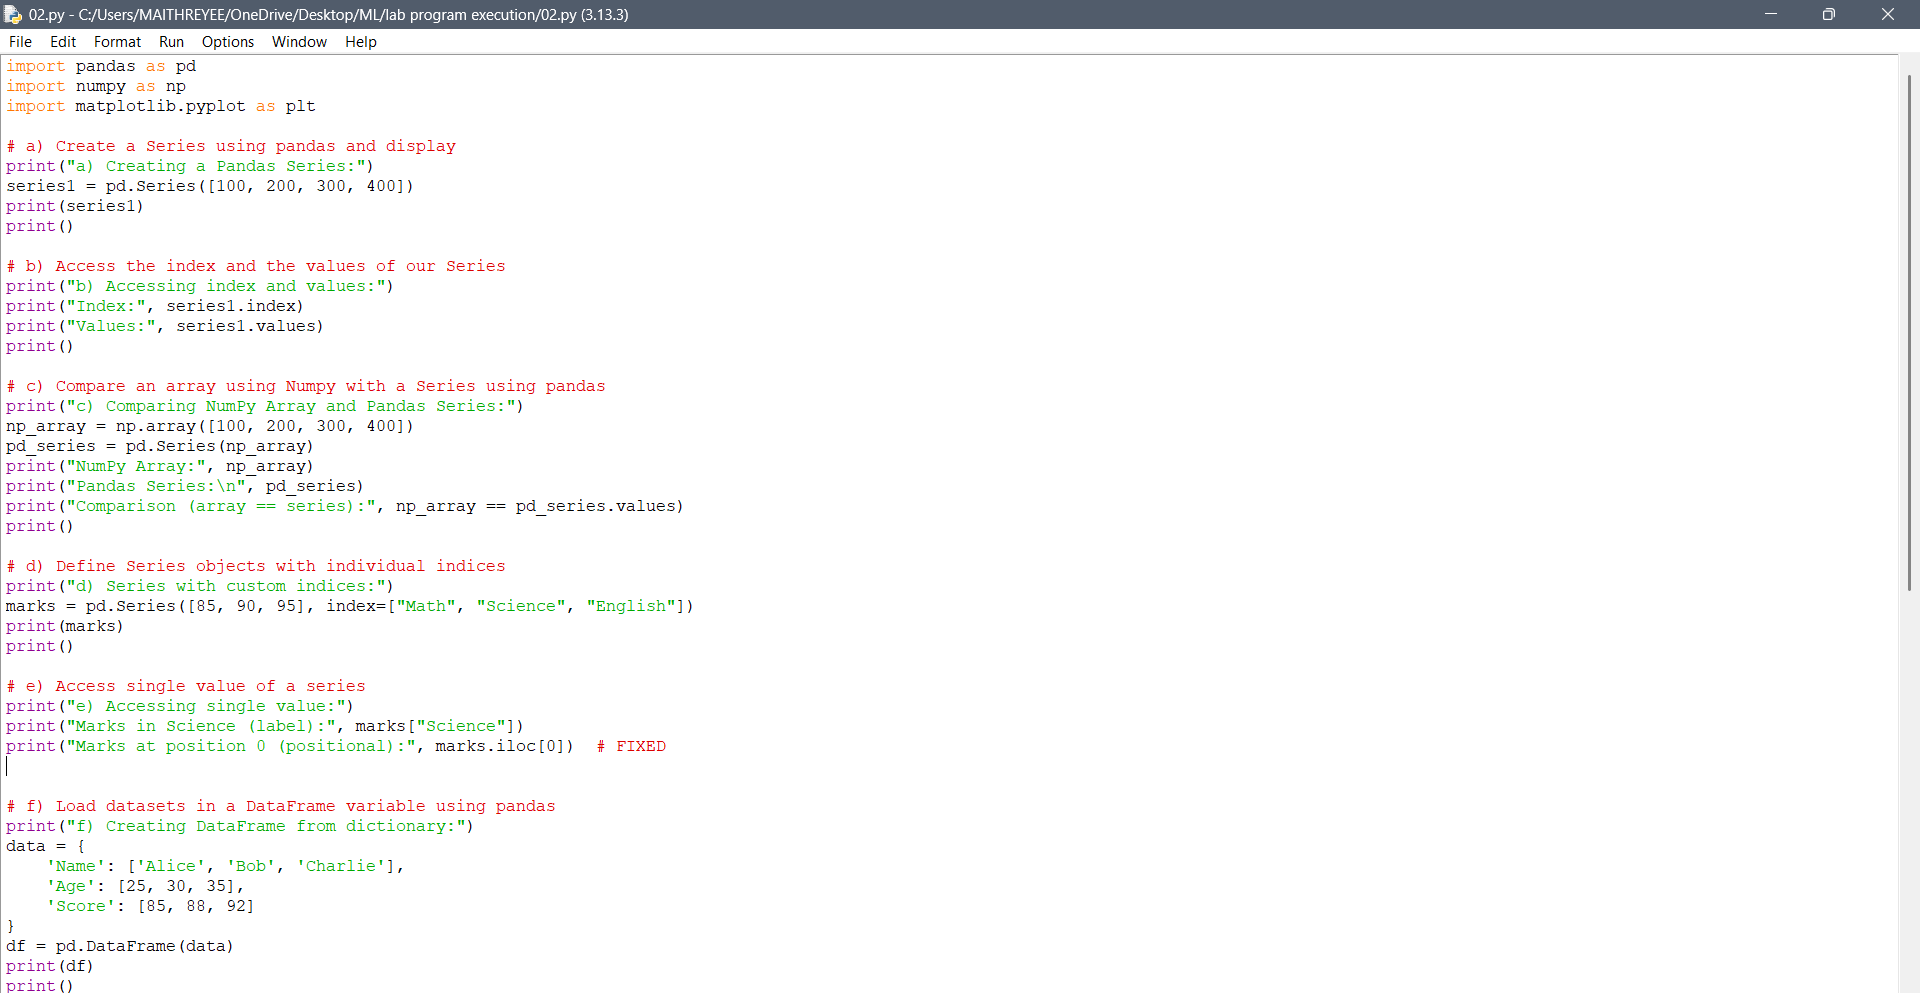 02.py - C:/Users/MAITHREYEE/OneDrive/Desktop/ML/lab program execution/02.py (3.13.3)
File Edit Format Run Options Window Help
import pandas as pd
import numpy as np
import matplotlib.pyplot as plt

# a) Create a Series using pandas and display
print("a) Creating a Pandas Series:")
series1 = pd.Series([100, 200, 300, 400])
print(series1)
print()

# b) Access the index and the values of our Series
print("b) Accessing index and values:")
print("Index:", series1.index)
print("Values:", series1.values)
print()

# c) Compare an array using Numpy with a Series using pandas
print("c) Comparing NumPy Array and Pandas Series:")
np_array = np.array([100, 200, 300, 400])
pd_series = pd.Series(np_array)
print("NumPy Array:", np_array)
print("Pandas Series:\n", pd_series)
print("Comparison (array == series):", np_array == pd_series.values)
print()

# d) Define Series objects with individual indices
print("d) Series with custom indices:")
marks = pd.Series([85, 90, 95], index=["Math", "Science", "English"])
print(marks)
print()

# e) Access single value of a series
print("e) Accessing single value:")
print("Marks in Science (label):", marks["Science"])
print("Marks at position 0 (positional):", marks.iloc[0])  # FIXED

# f) Load datasets in a DataFrame variable using pandas
print("f) Creating DataFrame from dictionary:")
data = {
    'Name': ['Alice', 'Bob', 'Charlie'],
    'Age': [25, 30, 35],
    'Score': [85, 88, 92]
}
df = pd.DataFrame(data)
print(df)
print()